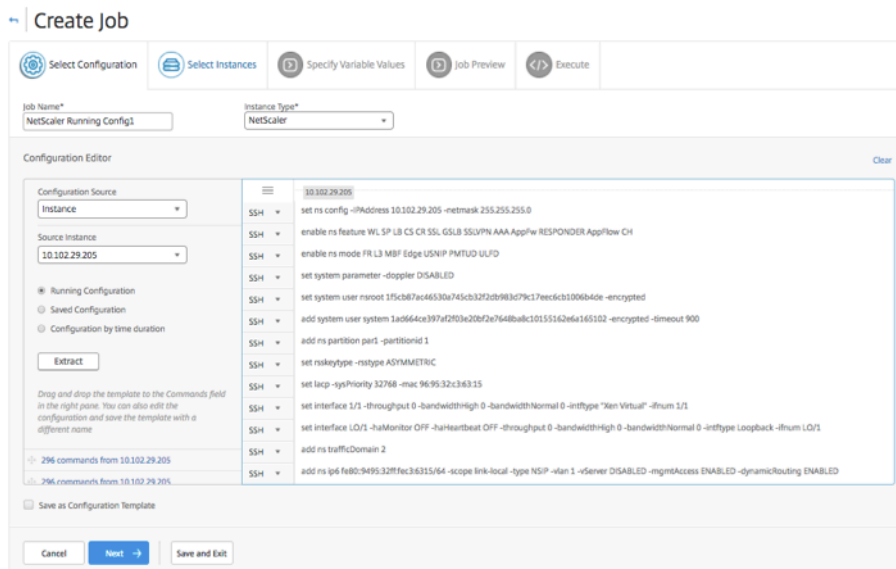 Create Job
Select Configuration
Select Instances
Specify Variable Values
Job Preview
Execute
Job Name*
Instance Type*
NetScaler Running Config1
NetScaler
Configuration Editor
Clear
Configuration Source
Instance
Source Instance
10.102.29.205
Running Configuration
Saved Configuration
Configuration by time duration
Extract
Drag and drop the template to the Commands field
in the right pane. You can also edit the
configuration and save the template with a
different name
296 commands from 10.102.29.205
296 commands from 10.102.29.205
10.102.29.205
SSH set ns config -IPAddress 10.102.29.205 -netmask 255.255.255.0
SSH enable ns feature WL SP LB CS CR SSL GSLB SSLVPN AAA AppFw RESPONDER AppFlow CH
SSH enable ns mode FR L3 MBF Edge USNIP PMTUD ULFD
SSH set system parameter -doppler DISABLED
SSH set system user nsroot 1f5cb87ac46530a745cb32f2db983d79c17eec6cb1006b4de -encrypted
SSH add system user system 1ad664ce397af2f03e20bf2e7648ba8c10155162e6a165102 -encrypted -timeout 900
SSH add ns partition par1 -partitionid 1
SSH set rsskeytype -rsstype ASYMMETRIC
SSH set lacp -sysPriority 32768 -mac 96:95:32:c3:63:15
SSH set interface 1/1 -throughput 0 -bandwidthHigh 0 -bandwidthNormal 0 -intftype "Xen Virtual" -ifnum 1/1
SSH set interface LO/1 -haMonitor OFF -haHeartbeat OFF -throughput 0 -bandwidthHigh 0 -bandwidthNormal 0 -intftype Loopback -ifnum LO/1
SSH add ns trafficDomain 2
SSH add ns ip6 fe80::9495:32ff:fec3:6315/64 -scope link-local -type NSIP -vlan 1 -vServer DISABLED -mgmtAccess ENABLED -dynamicRouting ENABLED
Save as Configuration Template
Cancel
Next
Save and Exit